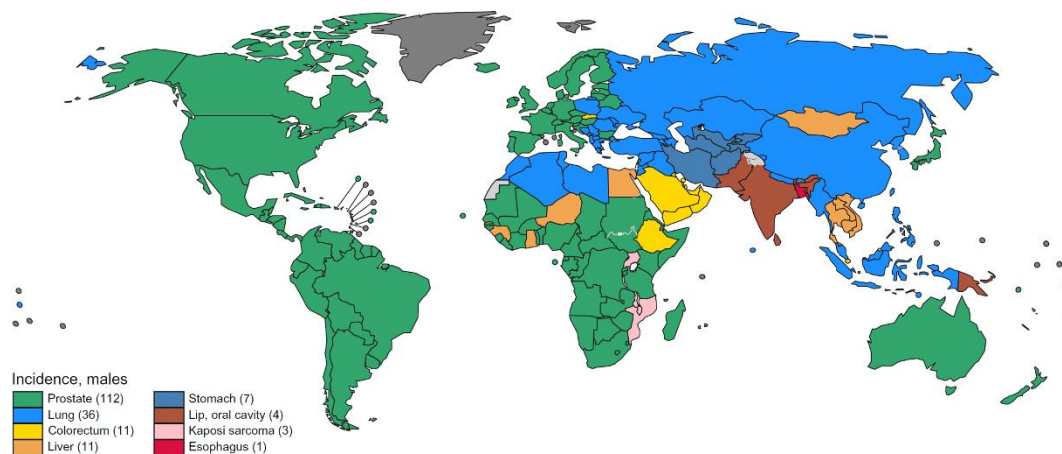 Incidence, males
Prostate (112)
Lung (36)
Colorectum (11)
Liver (11)
Stomach (7)
Lip, oral cavity (4)
Kaposi sarcoma (3)
Esophagus (1)